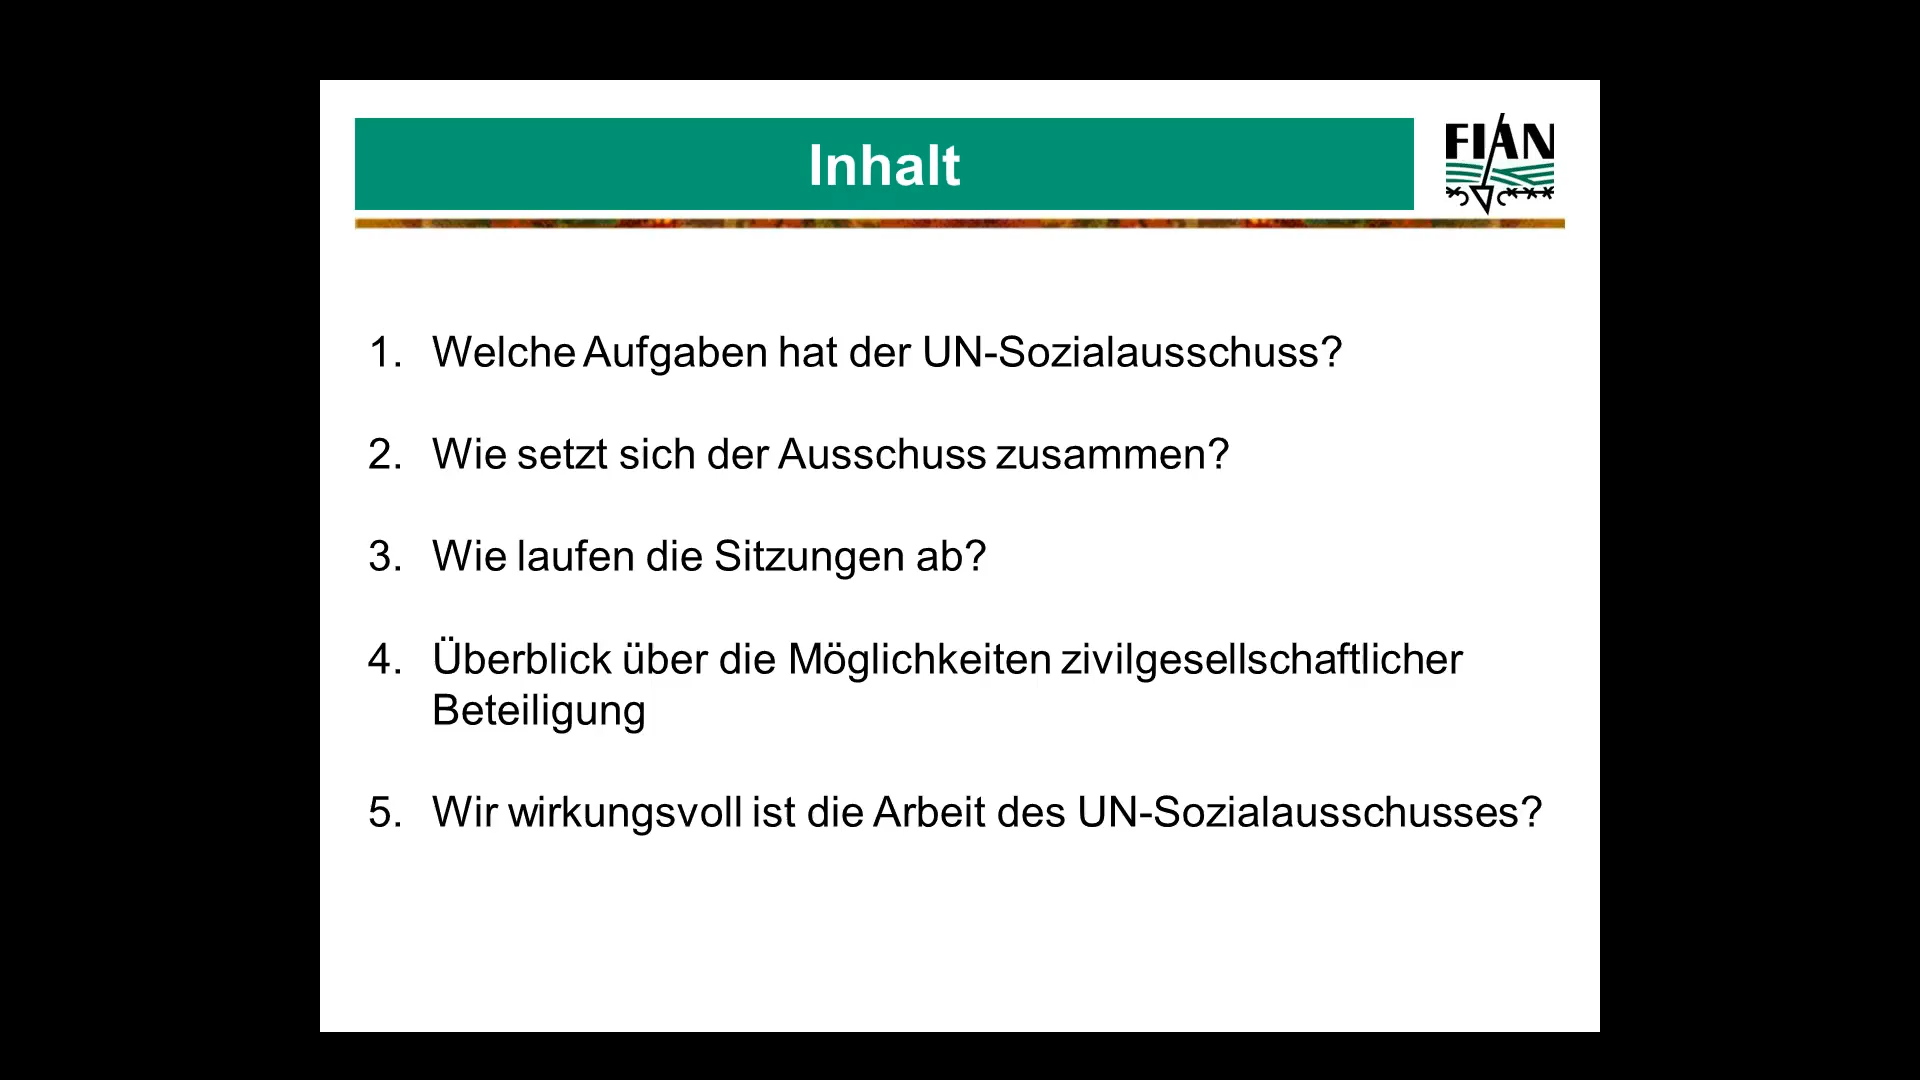 Inhalt
FIAN
1. Welche Aufgaben hat der UN-Sozialausschuss?
2. Wie setzt sich der Ausschuss zusammen?
3. Wie laufen die Sitzungen ab?
4. Überblick über die Möglichkeiten zivilgesellschaftlicher
Beteiligung
5. Wir wirkungsvoll ist die Arbeit des UN-Sozialausschusses?